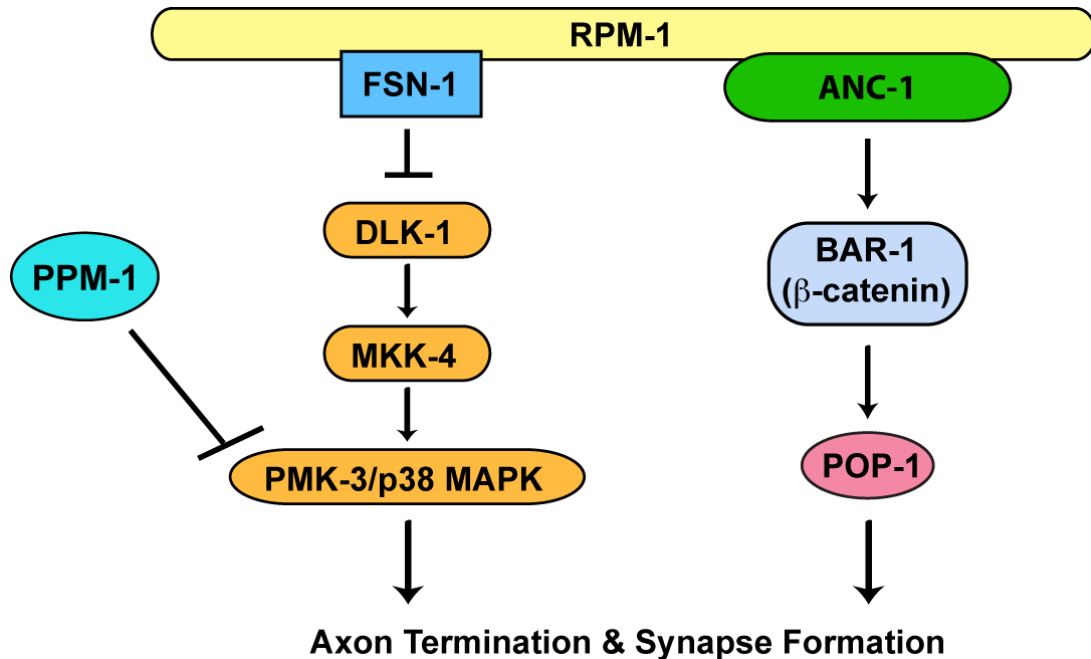 RPM-1
FSN-1
ANC-1
DLK-1
PPM-1
BAR-1
(β-catenin)
MKK-4
POP-1
PMK-3/p38 MAPK
Axon Termination & Synapse Formation